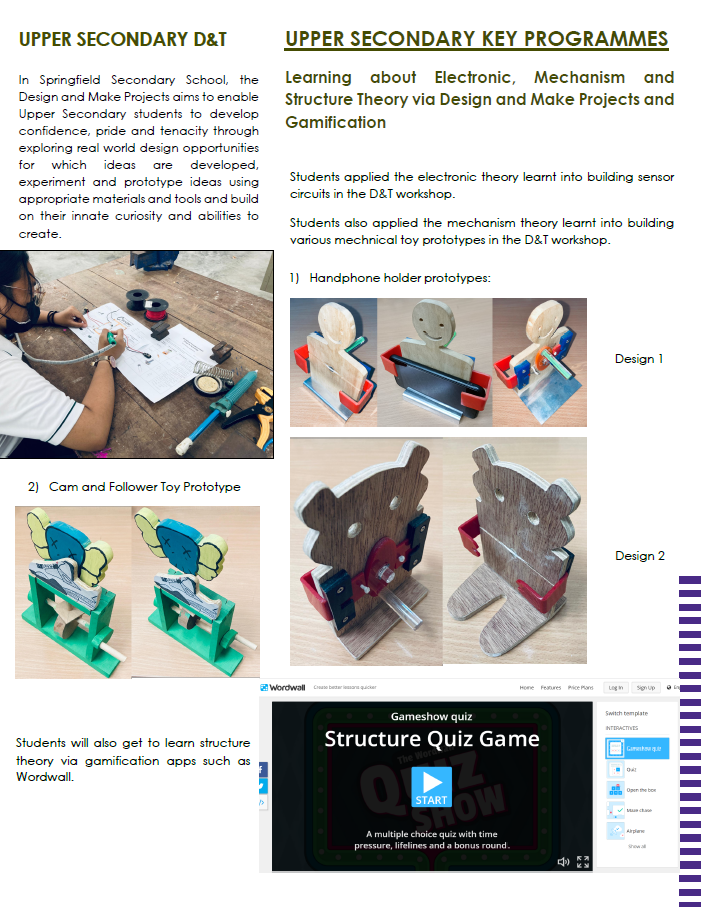 UPPER SECONDARY D&T
In Springfield Secondary School, the
Design and Make Projects aims to enable
Upper Secondary students to develop
confidence, pride and tenacity through
exploring real world design opportunities
for which ideas are developed,
experiment and prototype ideas using
appropriate materials and tools and build
on their innate curiosity and abilities to
create.
UPPER SECONDARY KEY PROGRAMMES
Learning about Electronic, Mechanism and
Structure Theory via Design and Make Projects and
Gamification
Students applied the electronic theory learnt into building sensor
circuits in the D&T workshop.
Students also applied the mechanism theory learnt into building
various mechnical toy prototypes in the D&T workshop.
1) Handphone holder prototypes:
Design 1
Design 2
2) Cam and Follower Toy Prototype
Students will also get to learn structure
theory via gamification apps such as
Wordwall.
Wordwall Create better lessons quicker
Home Features Price Plans Log In Sign Up
Gameshow quiz
Structure Quiz Game
QUIZ
SHOW
START
A multiple choice quiz with time
pressure, lifelines and a bonus round.
Switch template
INTERACTIVES
Gameshow quiz
Quiz
Open the box
Maze chase
Airplane
Show all